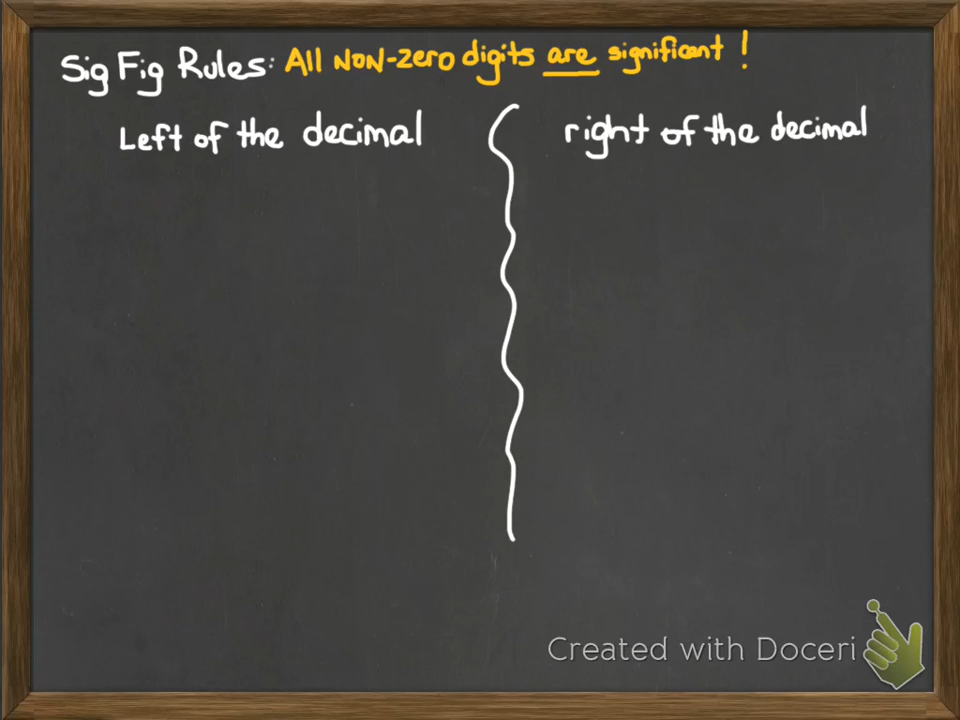 Sig Fig Rules: All NON-zero digits are significant!
Left of the decimal
right of the decimal
Created with Doceri